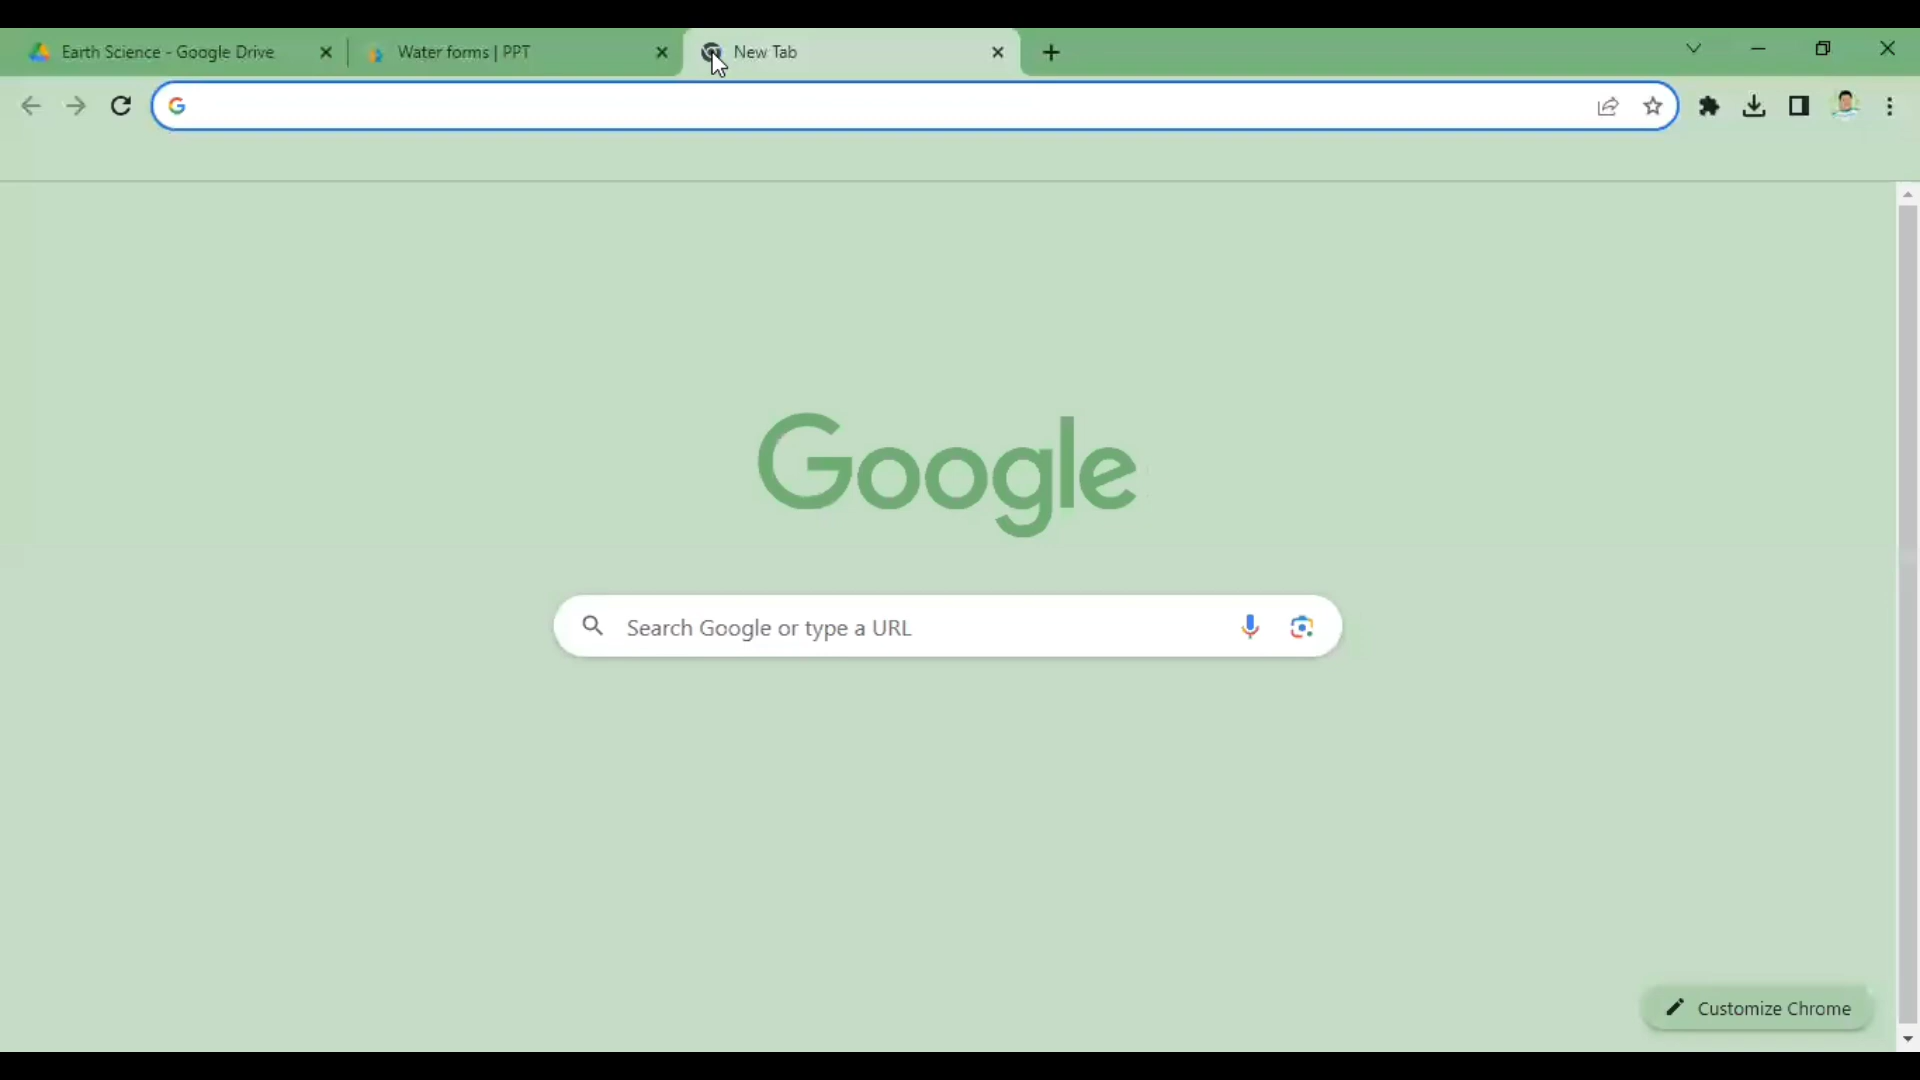 Earth Science - Google Drive
Water forms | PPT
New Tab
Google
Search Google or type a URL
Customize Chrome